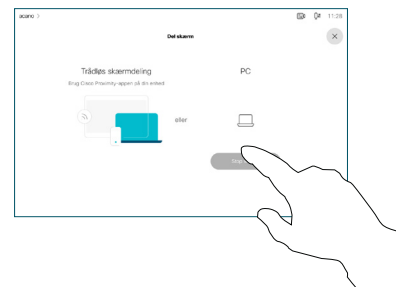 acano 11:28
Del skærm
Trådløs skærmdeling PC
Brug Cisco Proximity-appen på din enhed
eller